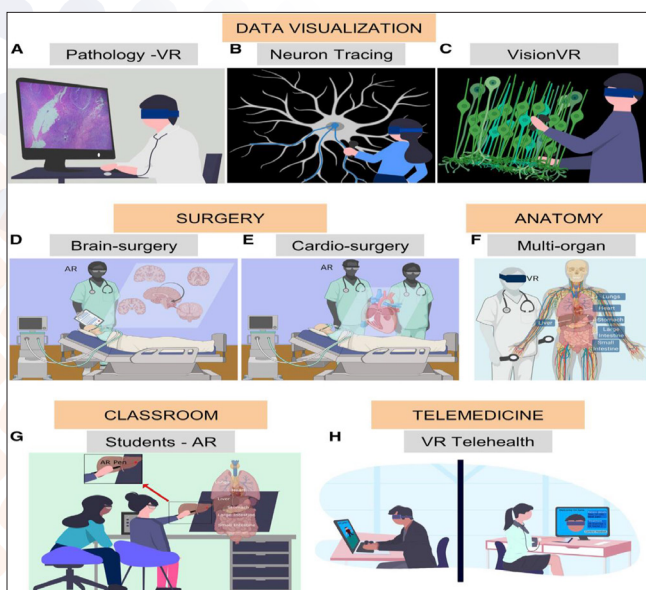 DATA VISUALIZATION
A Pathology -VR
B Neuron Tracing
C VisionVR
SURGERY
ANATOMY
D Brain-surgery
E Cardio-surgery
F Multi-organ
AR
AR
VR
Lungs
Heart
Stomach
Liver
Large
Intestine
Small
Intestine
CLASSROOM
TELEMEDICINE
G Students - AR
H VR Telehealth
AR Pen
Liver